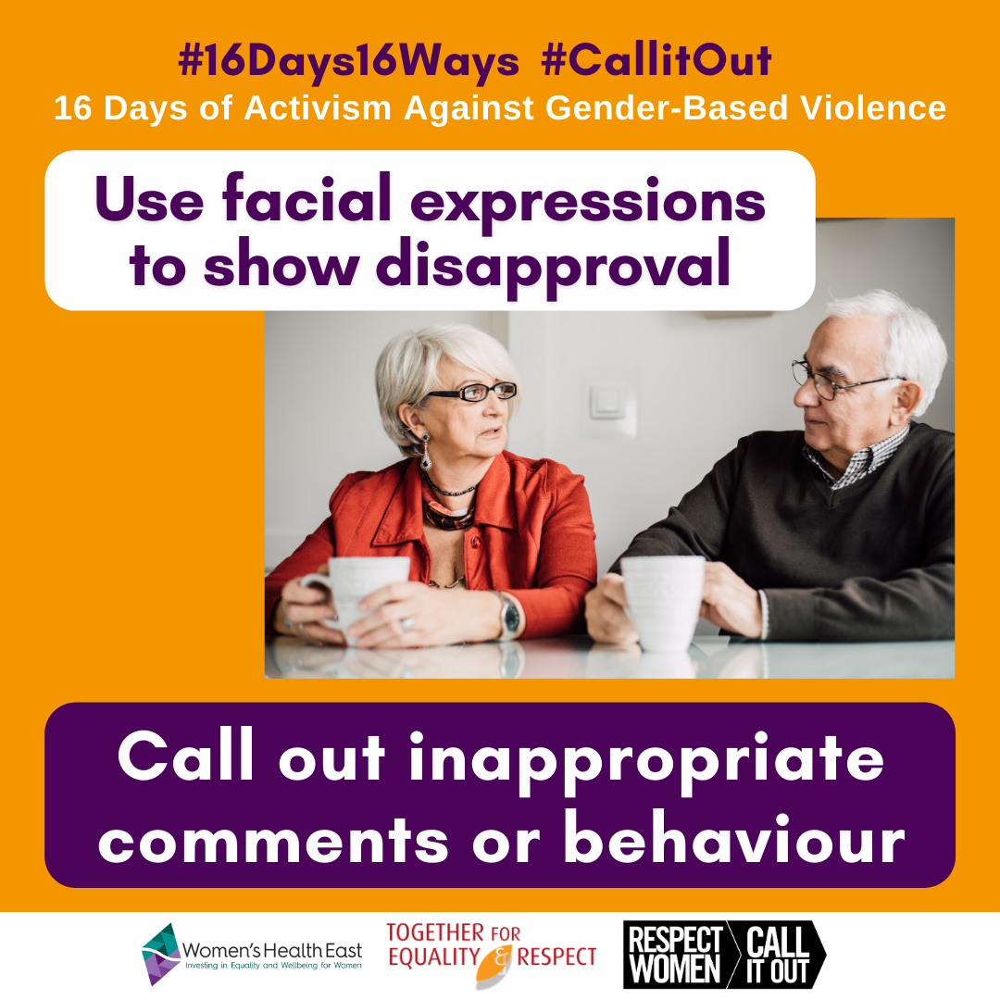 #16Days16Ways #CallitOut
16 Days of Activism Against Gender-Based Violence
Use facial expressions
to show disapproval
Call out inappropriate
comments or behaviour
Women's Health East
Investing in Equality and Wellbeing for Women
TOGETHER FOR
EQUALITY & RESPECT
RESPECT
WOMEN
CALL
IT OUT